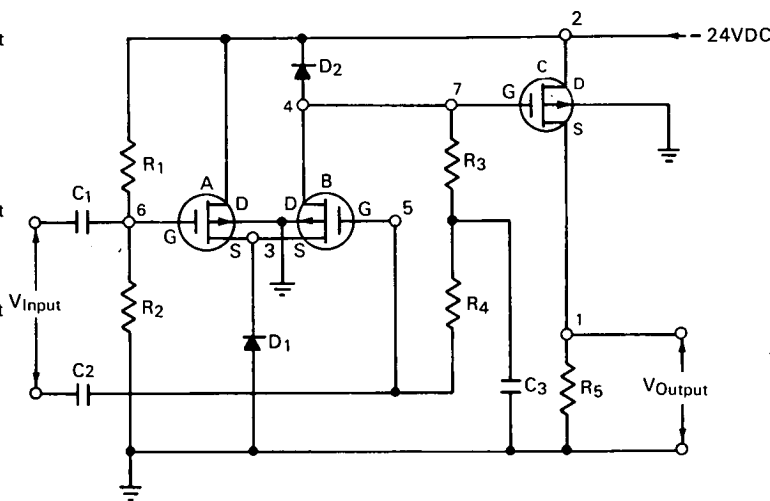 t
2
- 24VDC
C
D2
G
D
4
7
S
R1
R3
A
B
C1
6
D
D
5
t
G
G
S
3
S
VInput
R2
R4
t
D1
1
C2
C3
R5
VOutput